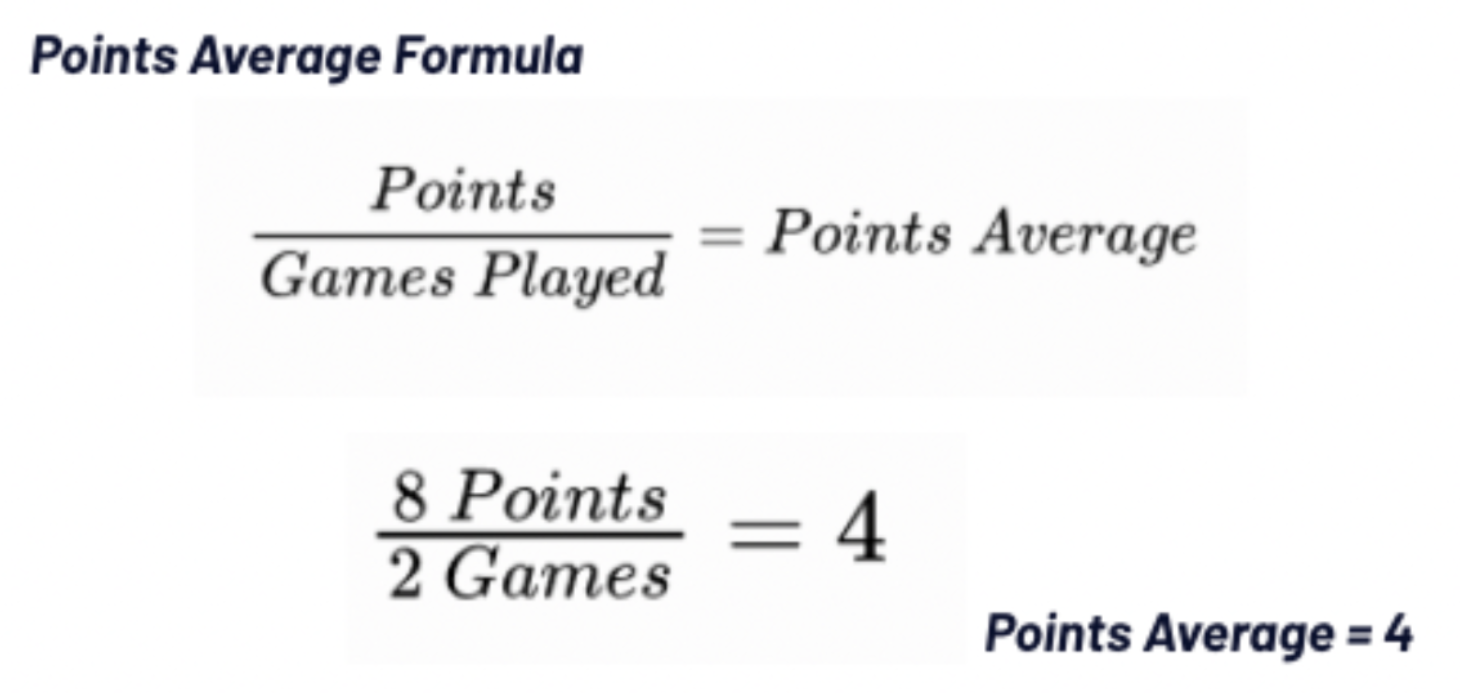 Points Average Formula
Points
Games Played
= Points Average
8 Points
2 Games
= 4
Points Average = 4